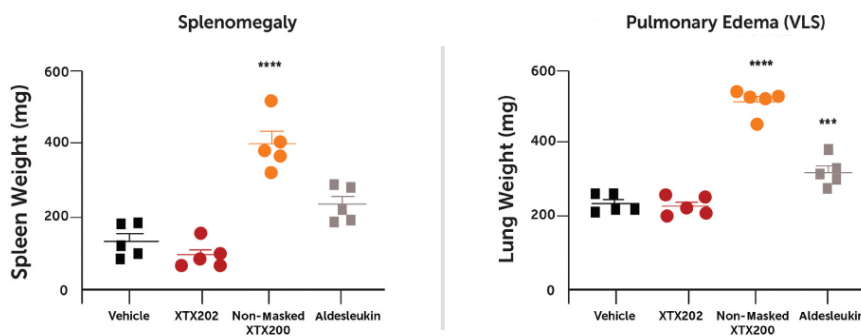 Splenomegaly
****
Spleen Weight (mg)
600
400
200
0
Vehicle
XTX202
Non-Masked
XTX200
Aldesleukin
Pulmonary Edema (VLS)
****
***
Lung Weight (mg)
600
400
200
0
Vehicle
XTX202
Non-Masked
XTX200
Aldesleukin